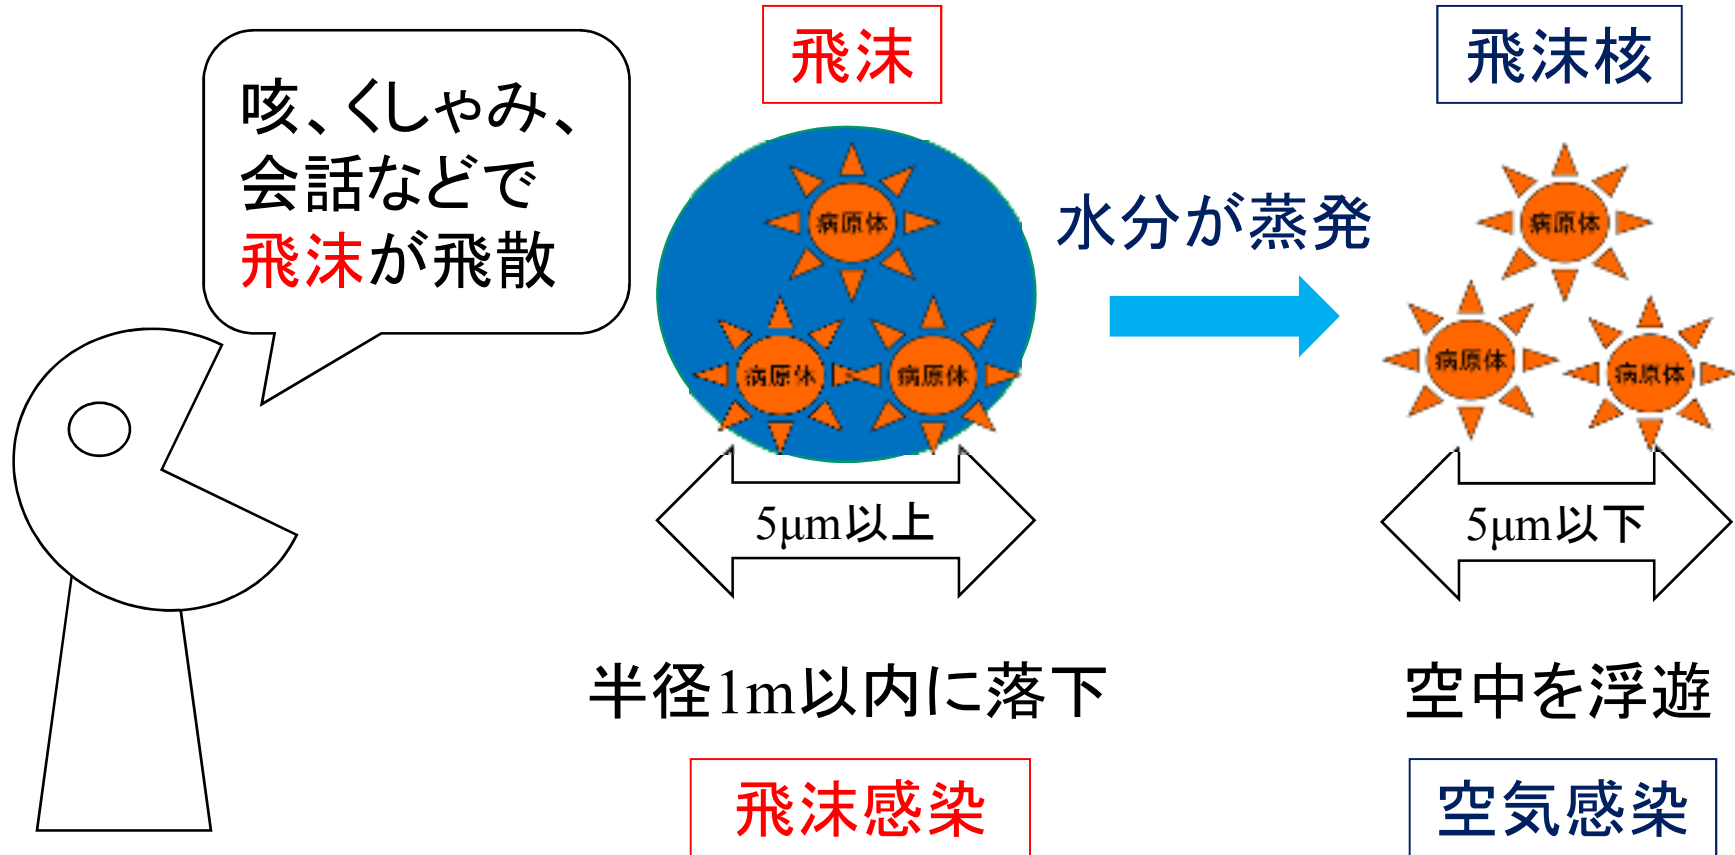 咳、くしゃみ、
会話などで
飛沫が飛散
飛沫
病原体
病原体
病原体
5μm以上
半径1m以内に落下
飛沫感染
水分が蒸発
飛沫核
病原体
病原体
病原体
5μm以下
空中を浮遊
空気感染